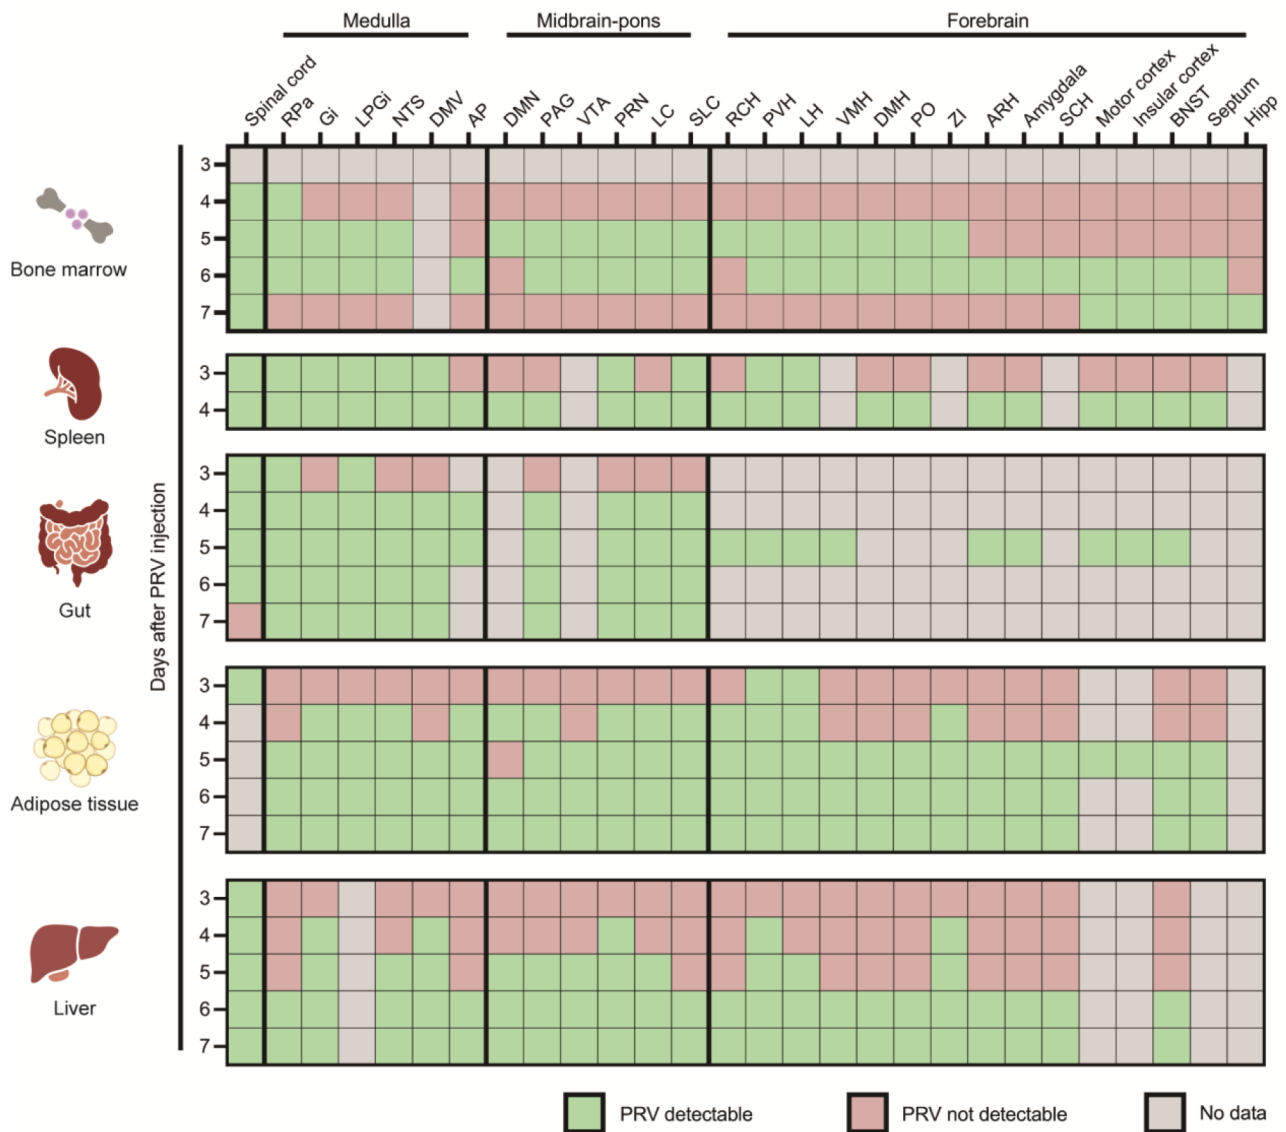 Medulla
Midbrain-pons
Forebrain
Spinal cord
RPa
Gi
LPGi
NTS
DMV
AP
DMN
PAG
VTA
PRN
LC
SLC
RCH
PVH
LH
VMH
DMH
PO
ZI
ARH
Amygdala
SCH
Motor cortex
Insular cortex
BNST
Septum
Hipp
Days after PRV injection
3
4
5
6
7
Bone marrow
3
4
Spleen
3
4
5
6
7
Gut
3
4
5
6
7
Adipose tissue
3
4
5
6
7
Liver
PRV detectable
PRV not detectable
No data